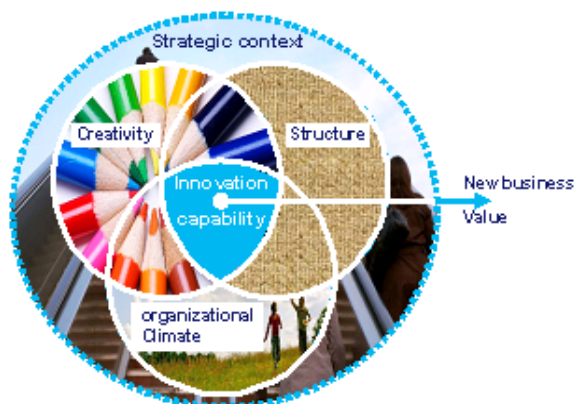 Strategic context
Creativity
Structure
Innovation
capability
New business
Value
organizational
Climate